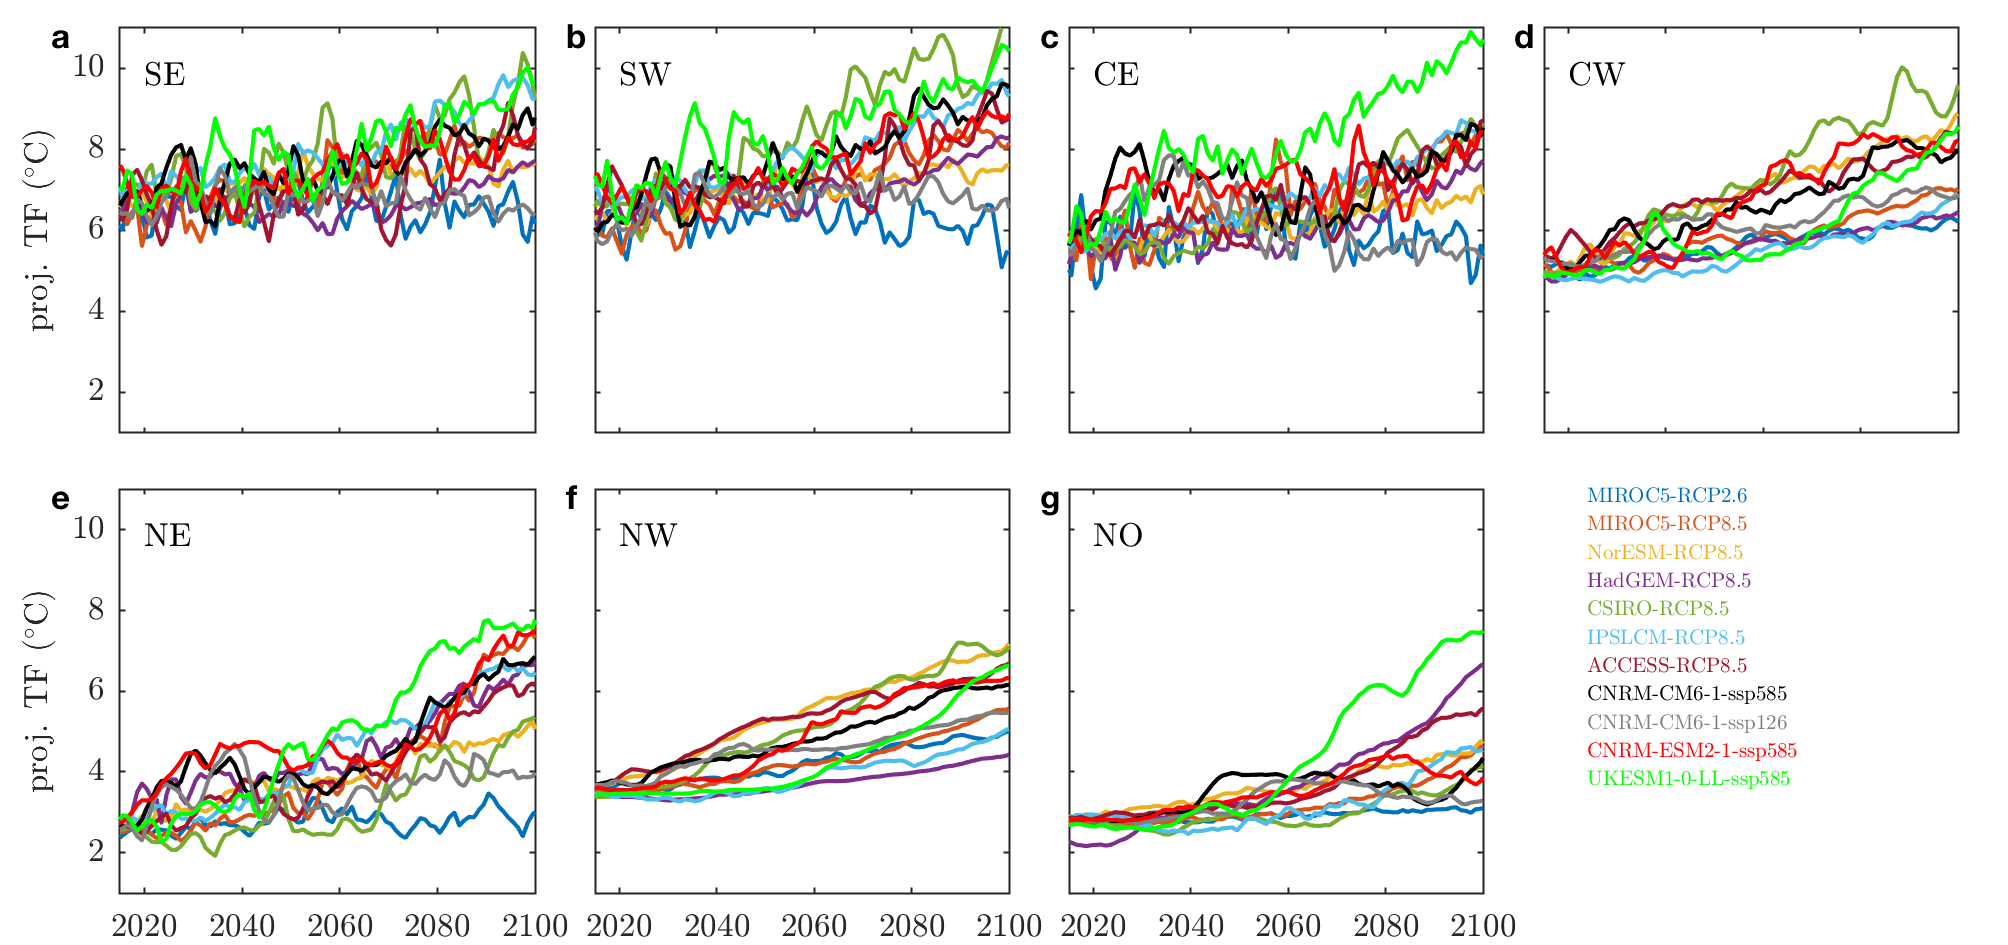 a
b
c
d
SE
SW
CE
CW
10
8
6
4
2
proj. TF (°C)
e
f
g
NE
NW
NO
10
8
6
4
2
proj. TF (°C)
2020 2040 2060 2080 2100
2020 2040 2060 2080 2100
2020 2040 2060 2080 2100
MIROC5-RCP2.6
MIROC5-RCP8.5
NorESM-RCP8.5
HadGEM-RCP8.5
CSIRO-RCP8.5
IPSLCM-RCP8.5
ACCESS-RCP8.5
CNRM-CM6-1-ssp585
CNRM-CM6-1-ssp126
CNRM-ESM2-1-ssp585
UKESM1-0-LL-ssp585